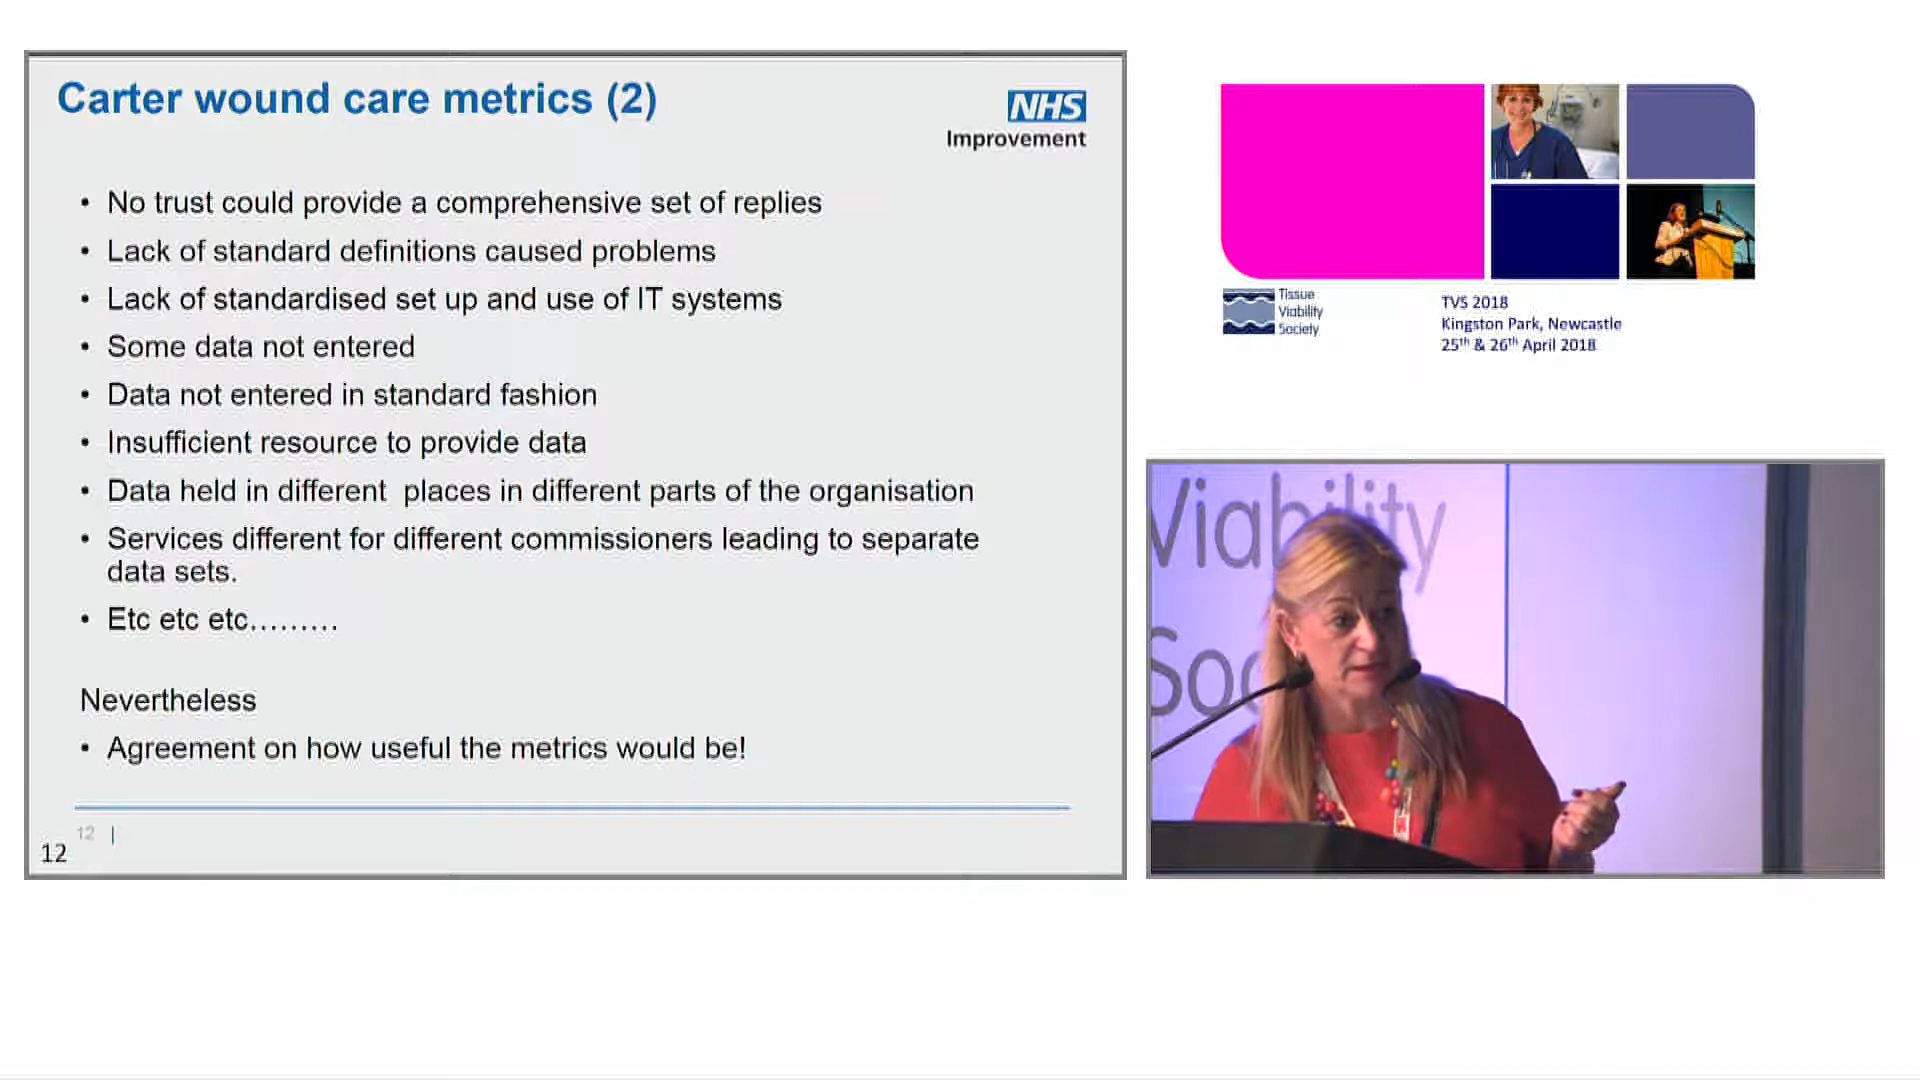 Carter wound care metrics (2)
NHS
Improvement
• No trust could provide a comprehensive set of replies
• Lack of standard definitions caused problems
• Lack of standardised set up and use of IT systems
• Some data not entered
• Data not entered in standard fashion
• Insufficient resource to provide data
• Data held in different  places in different parts of the organisation
• Services different for different commissioners leading to separate
data sets.
• Etc etc etc.........
Nevertheless
• Agreement on how useful the metrics would be!
12 |
12
Tissue
Viability
Society
TVS 2018
Kingston Park, Newcastle
25th & 26th April 2018
Viability
Soc